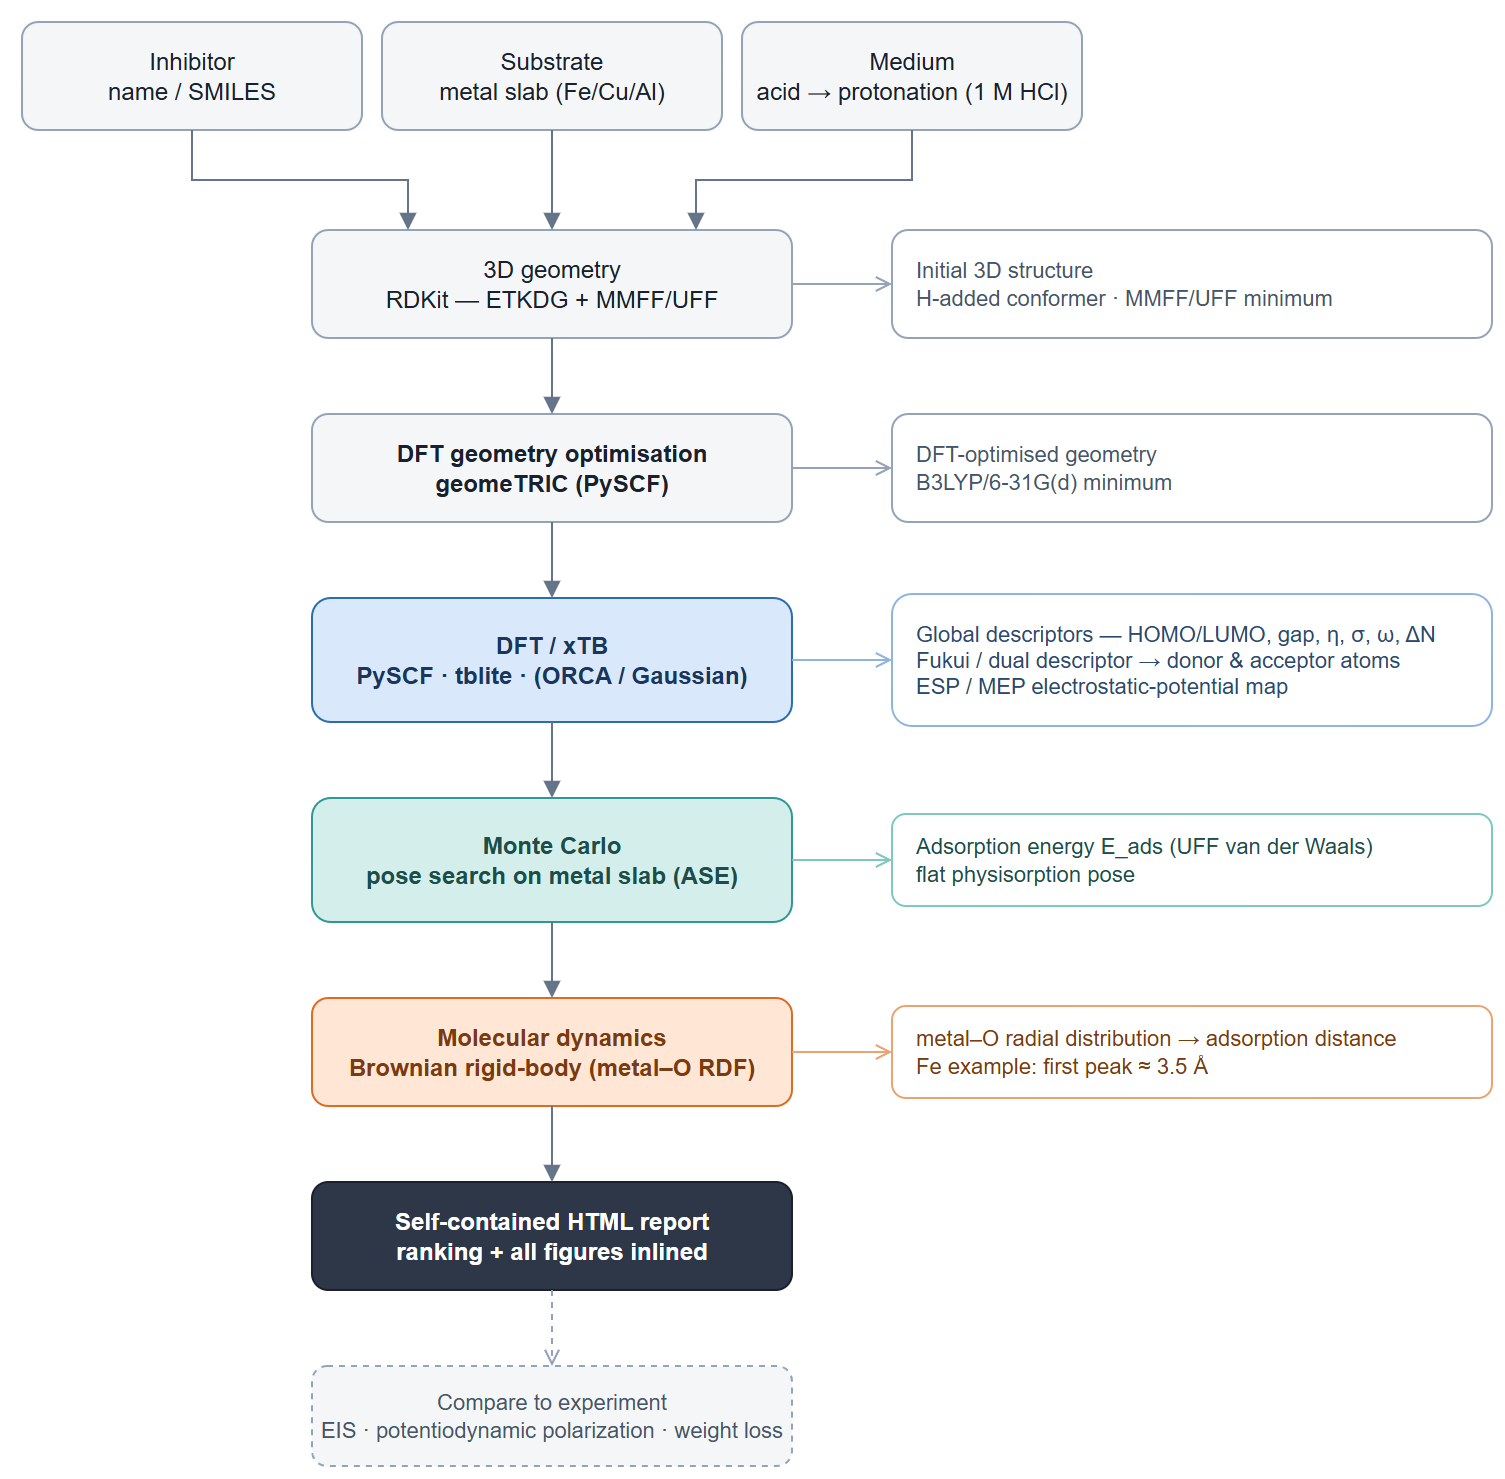 Inhibitor
name / SMILES
Substrate
metal slab (Fe/Cu/Al)
Medium
acid → protonation (1 M HCl)
3D geometry
RDKit — ETKDG + MMFF/UFF
Initial 3D structure
H-added conformer · MMFF/UFF minimum
DFT geometry optimisation
geomeTRIC (PySCF)
DFT-optimised geometry
B3LYP/6-31G(d) minimum
DFT / xTB
PySCF · tblite · (ORCA / Gaussian)
Global descriptors — HOMO/LUMO, gap, η, σ, ω, ΔN
Fukui / dual descriptor → donor & acceptor atoms
ESP / MEP electrostatic-potential map
Monte Carlo
pose search on metal slab (ASE)
Adsorption energy E_ads (UFF van der Waals)
flat physisorption pose
Molecular dynamics
Brownian rigid-body (metal–O RDF)
metal–O radial distribution → adsorption distance
Fe example: first peak ≈ 3.5 Å
Self-contained HTML report
ranking + all figures inlined
Compare to experiment
EIS · potentiodynamic polarization · weight loss